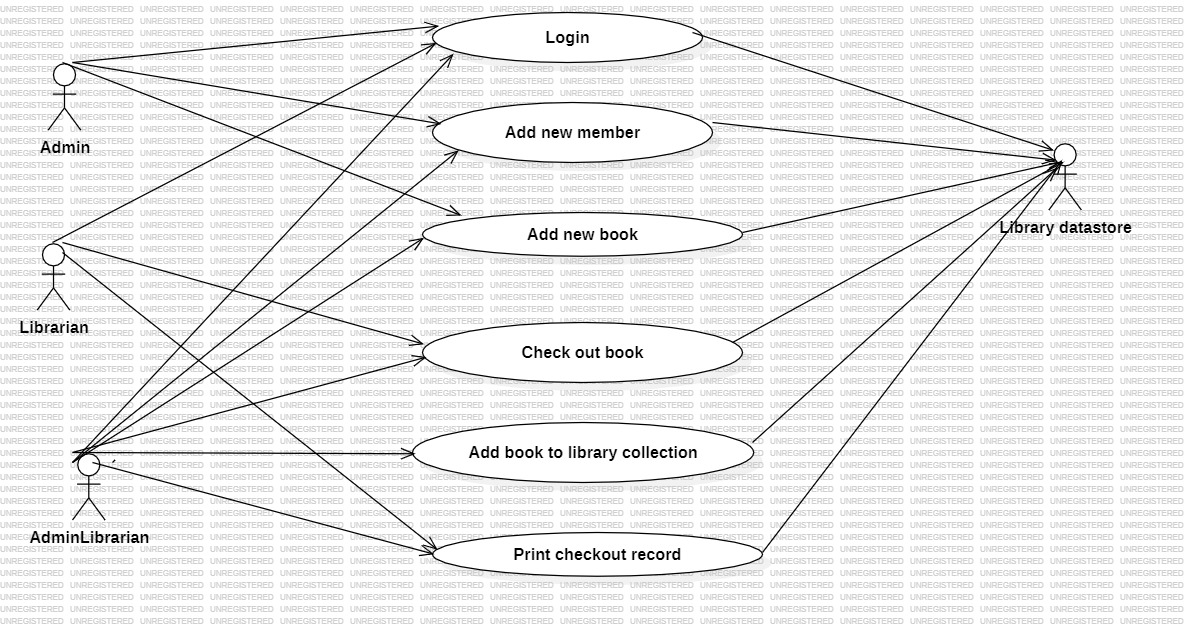 Login
Add new member
Admin
Library datastore
Add new book
Librarian
Check out book
Add book to library collection
AdminLibrarian
Print checkout record
UNREGISTERED